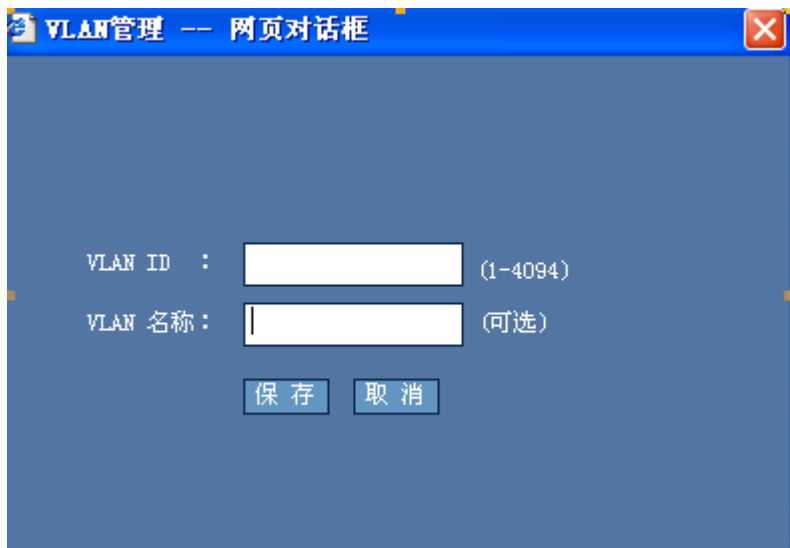 VLAN管理 -- 网页对话框
VLAN ID : (1-4094)
VLAN 名称: (可选)
保 存 取 消